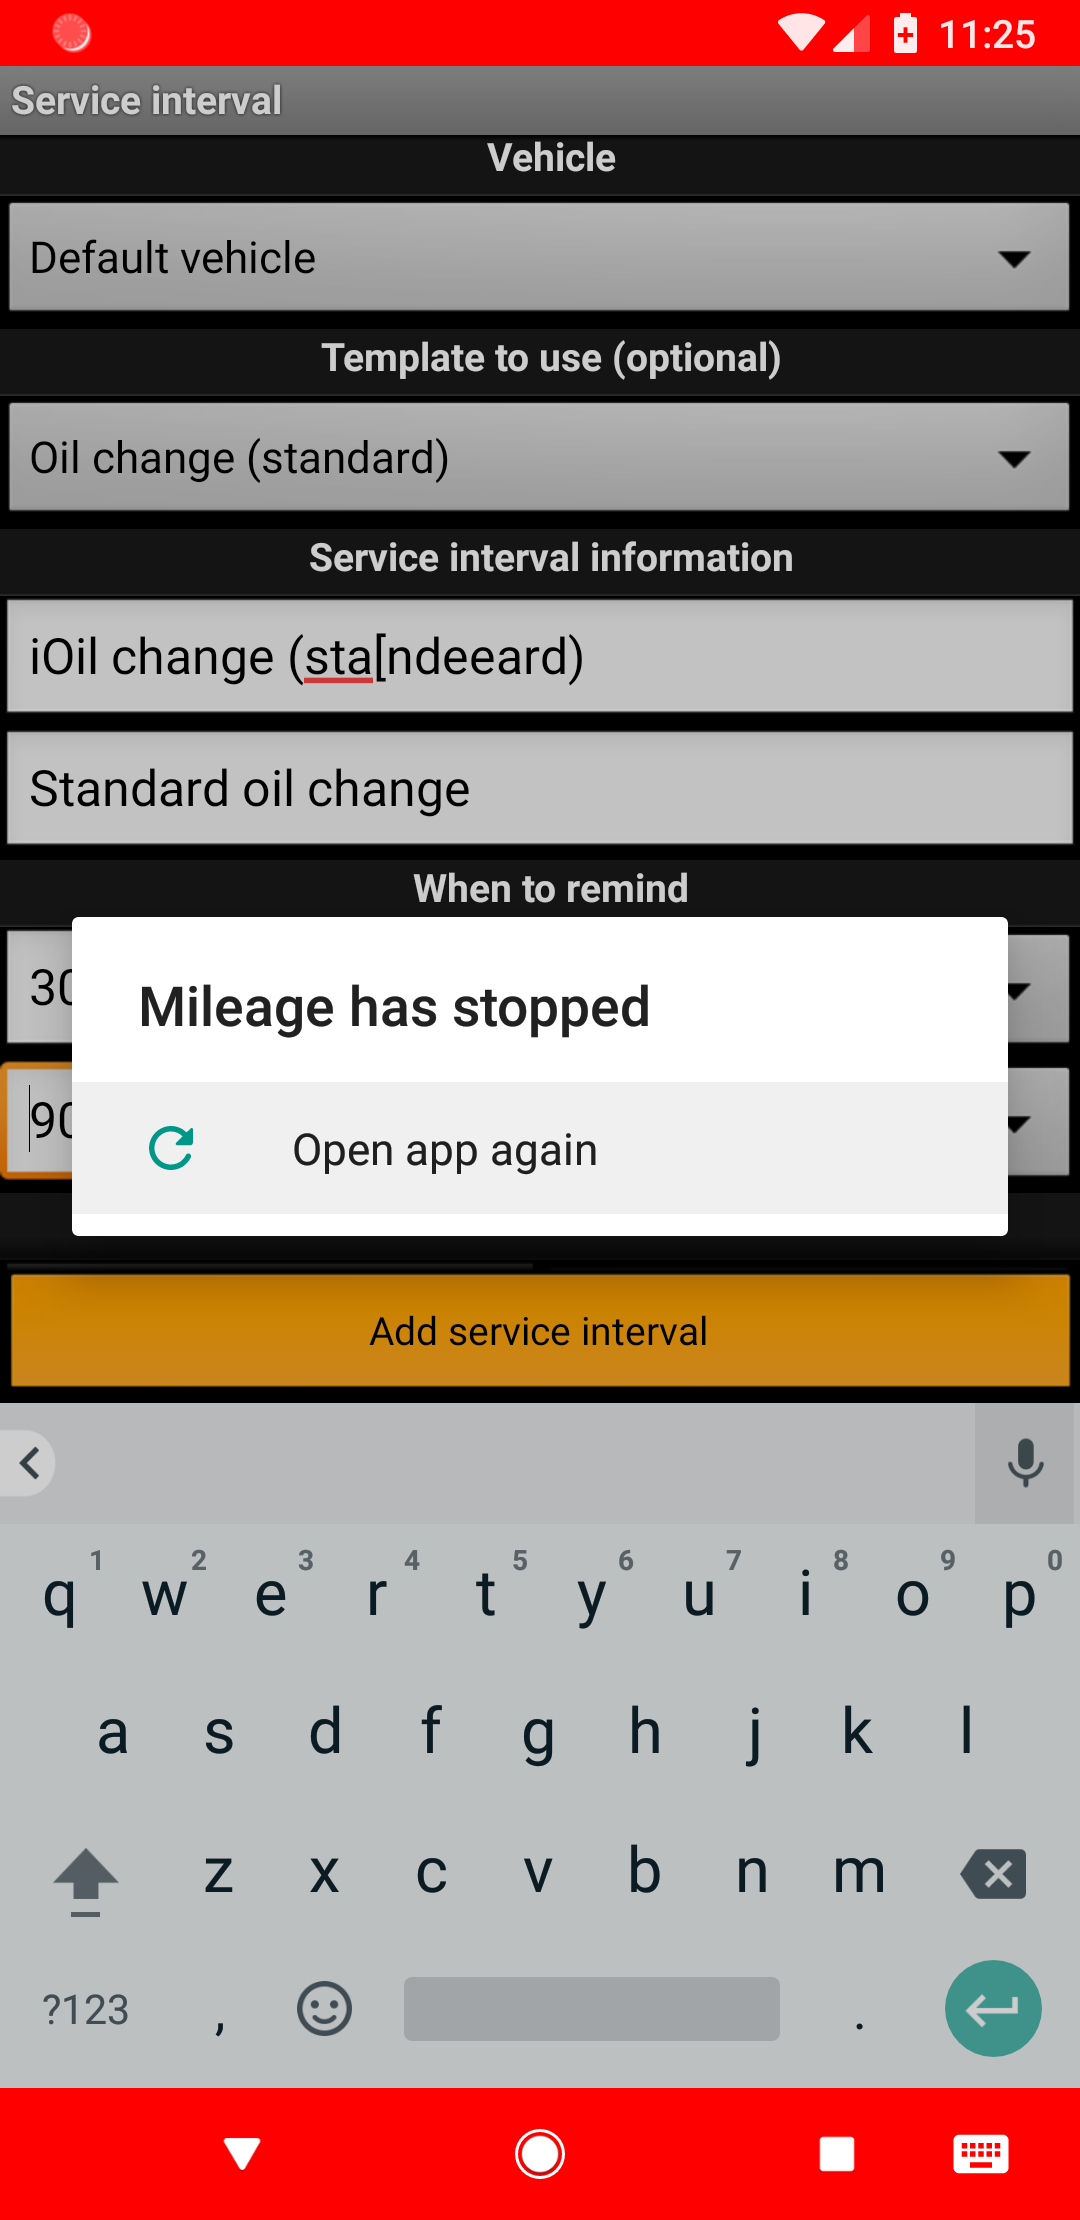 11:25
Service interval
Vehicle
Default vehicle
Template to use (optional)
Oil change (standard)
Service interval information
iOil change (sta[ndeeard)
Standard oil change
When to remind
30
90
Mileage has stopped
Open app again
Add service interval
1 2 3 4 5 6 7 8 9 0
q w e r t y u i o p
a s d f g h j k l
z x c v b n m
?123 , .